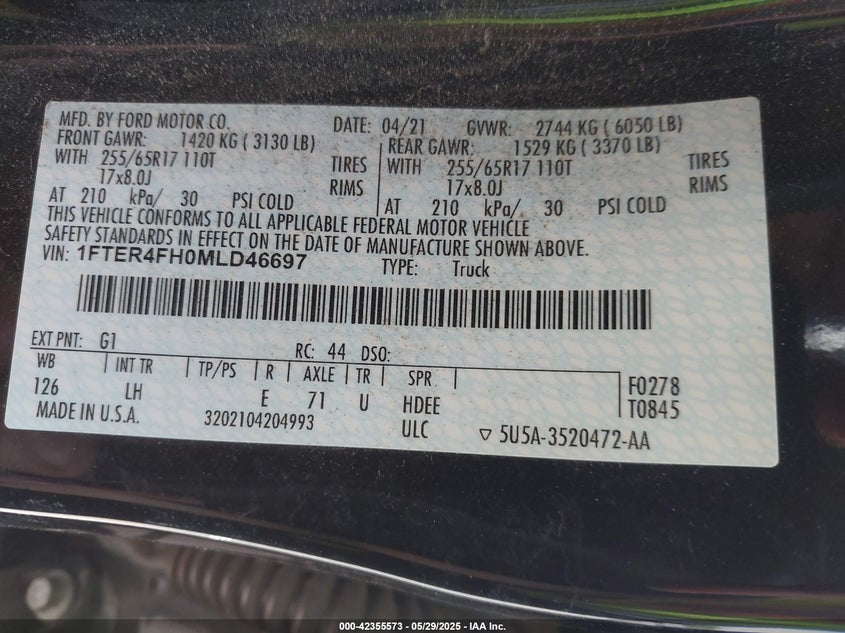 MFD. BY FORD MOTOR CO. DATE: 04/21 GVWR: 2744 KG ( 6050 LB)
FRONT GAWR: 1420 KG ( 3130 LB) REAR GAWR: 1529 KG ( 3370 LB)
WITH 255/65R17 110T TIRES WITH 255/65R17 110T TIRES
17x8.0J RIMS 17x8.0J RIMS
AT 210 kPa/ 30 PSI COLD AT 210 kPa/ 30 PSI COLD
THIS VEHICLE CONFORMS TO ALL APPLICABLE FEDERAL MOTOR VEHICLE
SAFETY STANDARDS IN EFFECT ON THE DATE OF MANUFACTURE SHOWN ABOVE.
VIN: 1FTER4FH0MLD46697 TYPE: Truck
EXT PNT: G1 RC: 44 DSO:
WB INT TR TP/PS R AXLE TR SPR F0278
126 LH E 71 U HDEE T0845
MADE IN U.S.A. 3202104204993 ULC ▽ 5U5A-3520472-AA
000-42355573 - 05/29/2025 - IAA Inc.